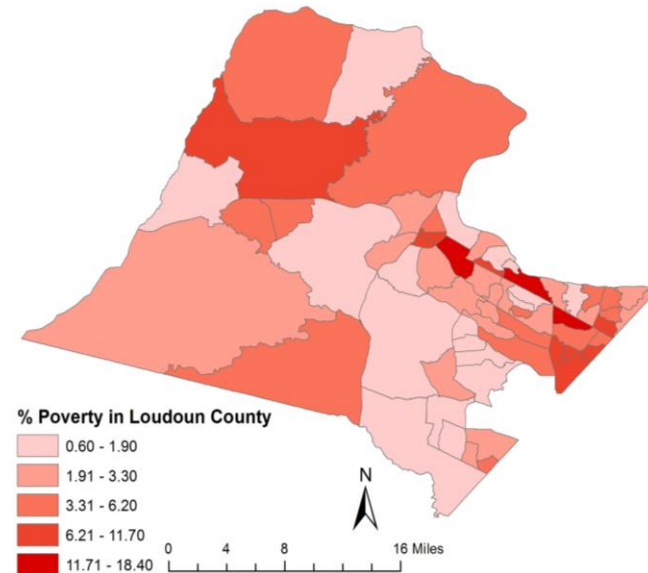 % Poverty in Loudoun County
0.60 - 1.90
1.91 - 3.30
3.31 - 6.20
6.21 - 11.70
11.71 - 18.40
N
0 4 8 16 Miles